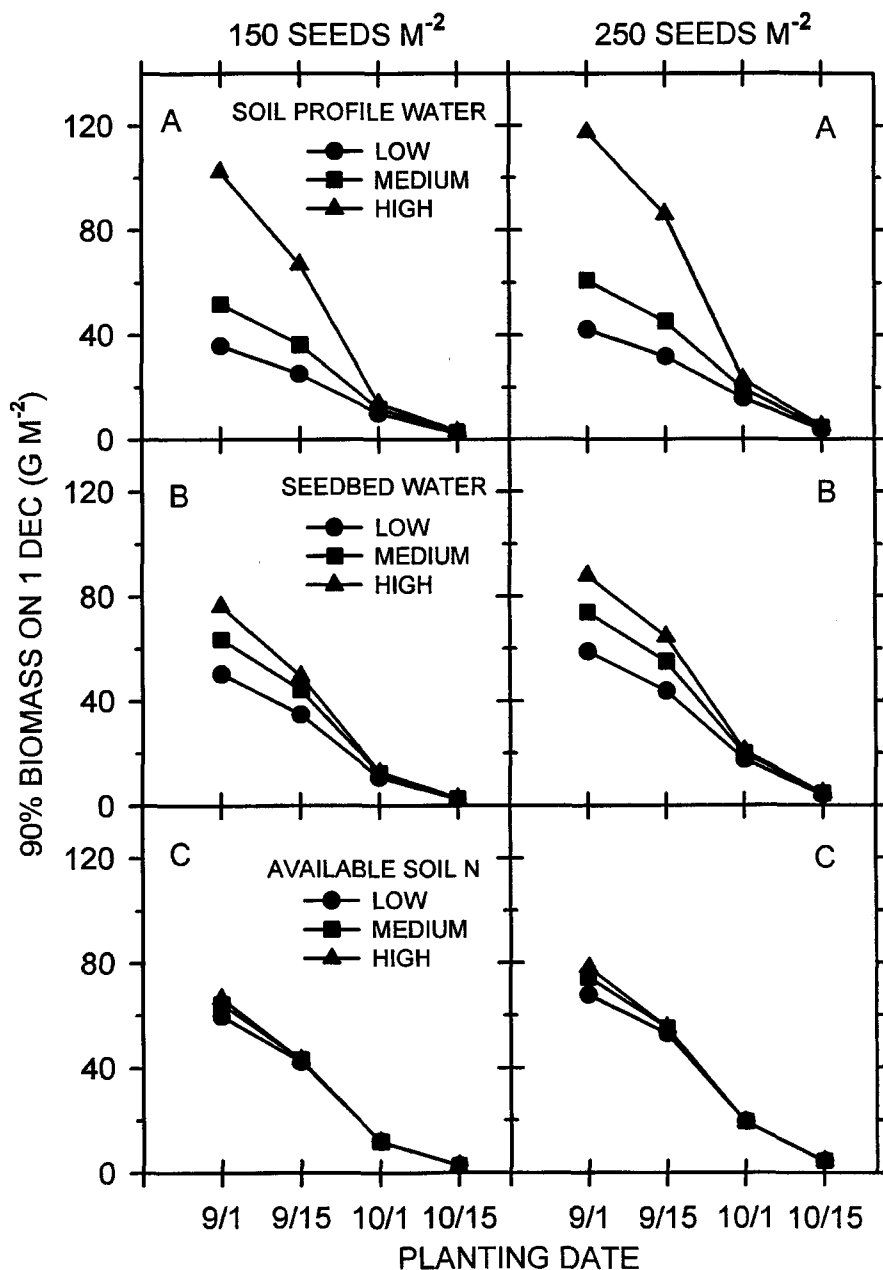 150 SEEDS M⁻² 250 SEEDS M⁻²
90% BIOMASS ON 1 DEC (G M⁻²)
A SOIL PROFILE WATER A
LOW
MEDIUM
HIGH
120
80
40
0
B SEEDBED WATER B
LOW
MEDIUM
HIGH
120
80
40
0
C AVAILABLE SOIL N C
LOW
MEDIUM
HIGH
120
80
40
0
9/1 9/15 10/1 10/15 9/1 9/15 10/1 10/15
PLANTING DATE